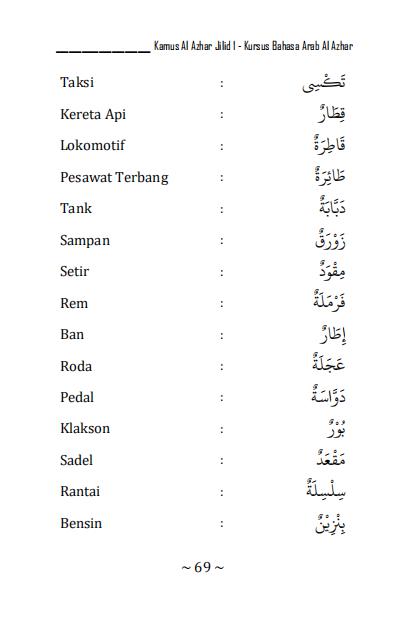 Kamus Al Azhar Jilid I - Kursus Bahasa Arab Al Azhar
Taksi : تَكْسِى
Kereta Api : قِطَارٌ
Lokomotif : قَاطِرَةٌ
Pesawat Terbang : طَائِرَةٌ
Tank : دَبَّابَةٌ
Sampan : زَوْرَقٌ
Setir : مِقْوَدٌ
Rem : فَرْمَلَةٌ
Ban : إِطَارٌ
Roda : عَجَلَةٌ
Pedal : دَوَّاسَةٌ
Klakson : بُوْرٌ
Sadel : مَقْعَدٌ
Rantai : سِلْسِلَةٌ
Bensin : بِنْزِيْنٌ
~ 69 ~